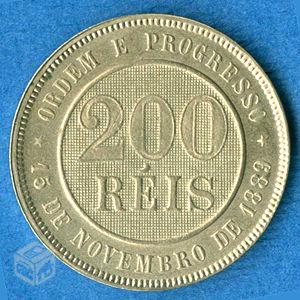 ORDEM E PROGRESSO
200
RÉIS
15 DE NOVEMBRO DE 1889